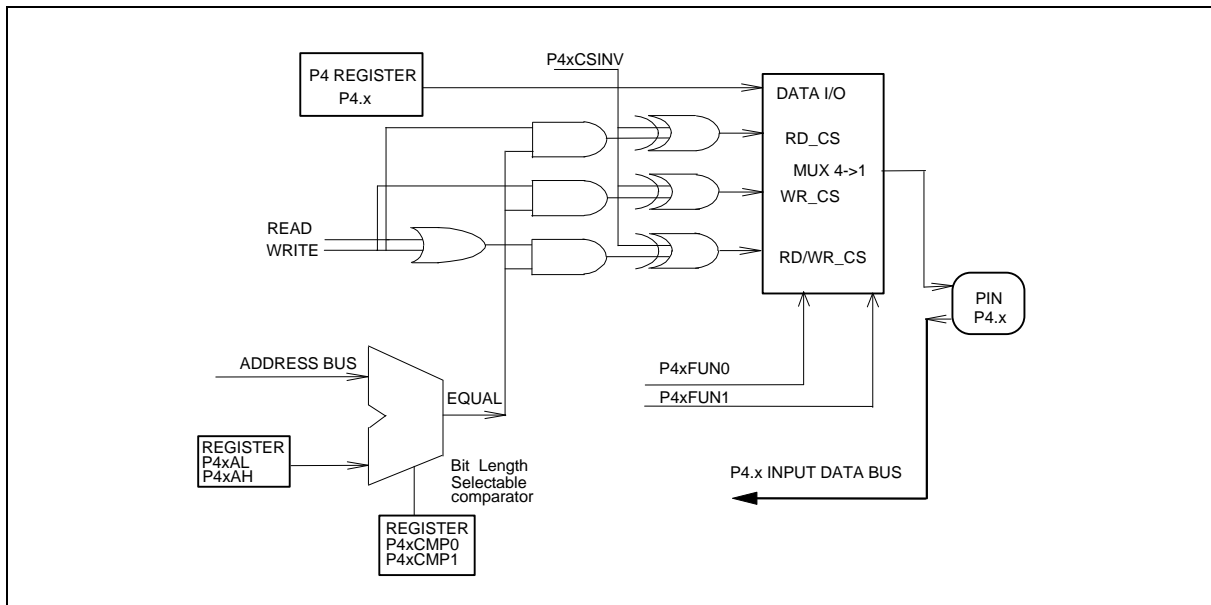 P4xCSINV
P4 REGISTER
P4.x
DATA I/O
RD_CS
MUX 4->1
WR_CS
RD/WR_CS
READ
WRITE
PIN
P4.x
ADDRESS BUS
P4xFUN0
P4xFUN1
EQUAL
REGISTER
P4xAL
P4xAH
Bit Length
Selectable
comparator
P4.x INPUT DATA BUS
REGISTER
P4xCMP0
P4xCMP1